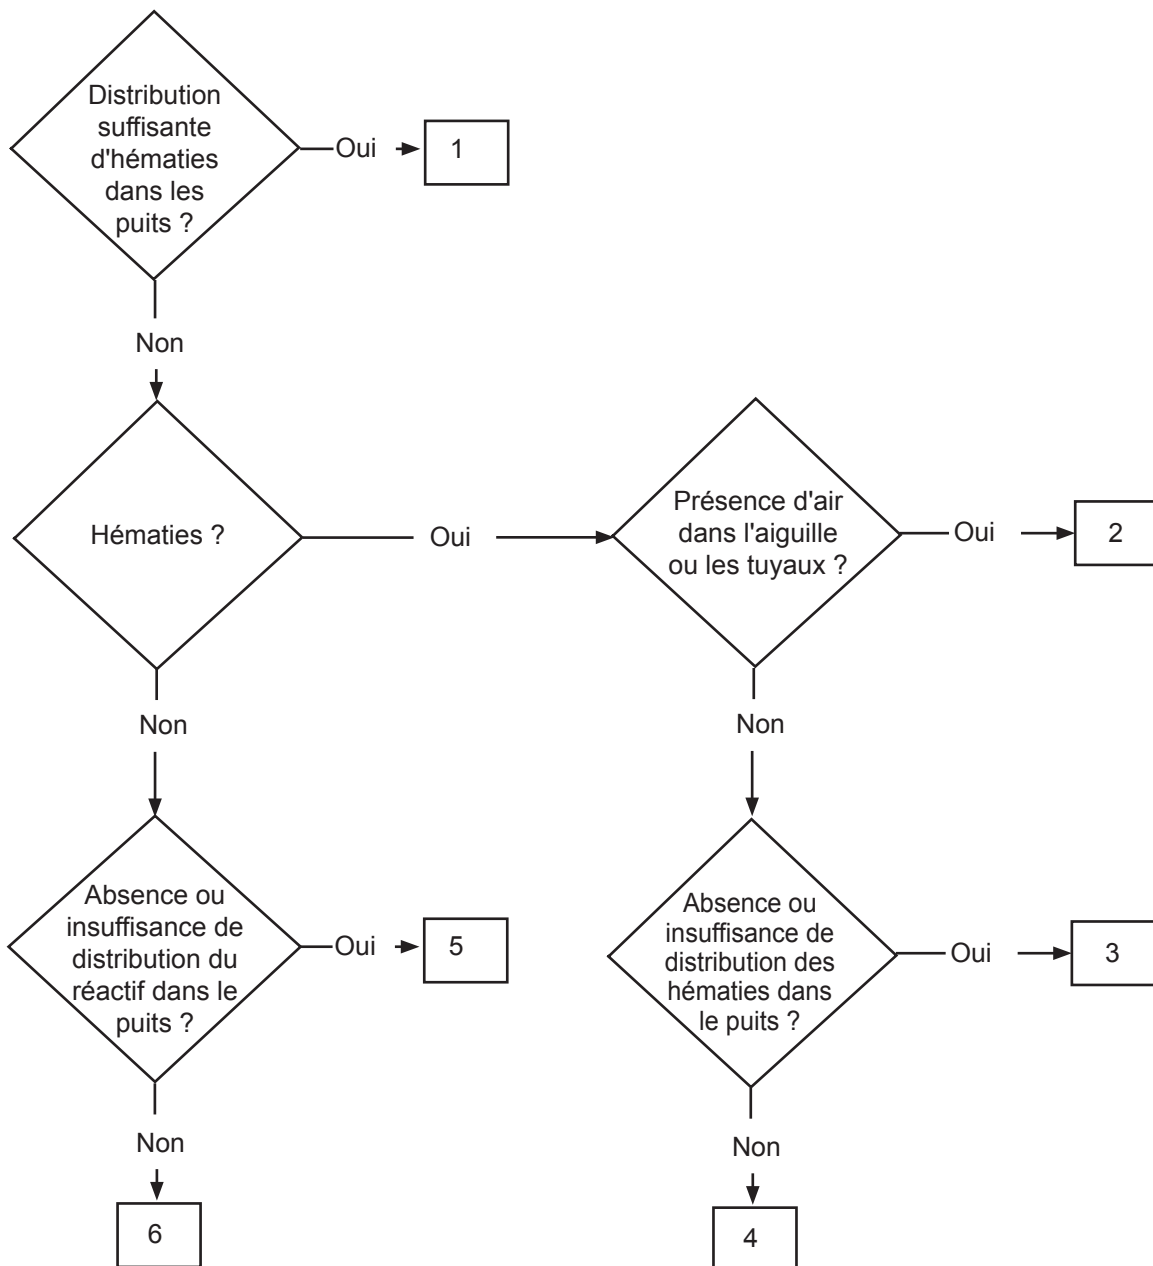 Distribution
suffisante
d'hématies
dans les
puits ?
Oui
1
Non
Hématies ?
Oui
Présence d'air
dans l'aiguille
ou les tuyaux ?
Oui
2
Non
Non
Absence ou
insuffisance de
distribution du
réactif dans le
puits ?
Oui
5
Absence ou
insuffisance de
distribution des
hématies dans
le puits ?
Oui
3
Non
6
Non
4